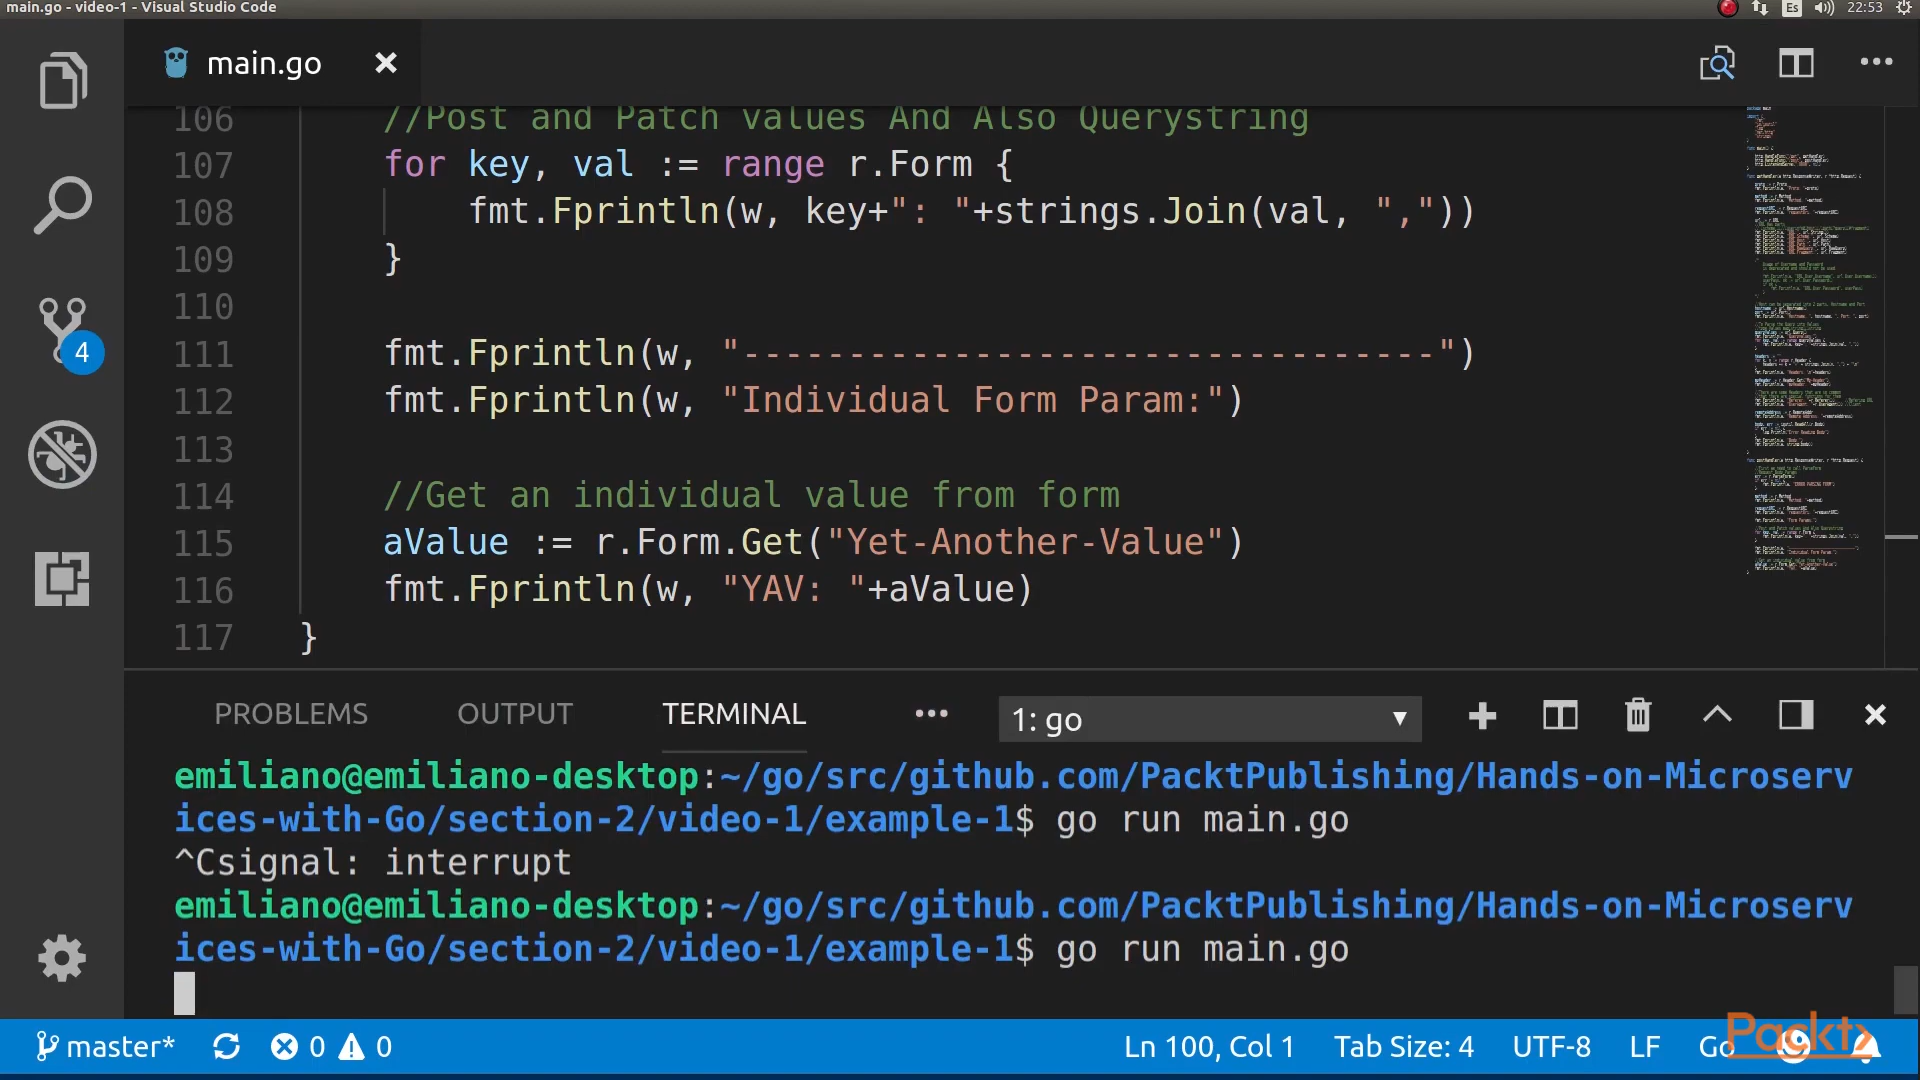 main.go - video-1 - Visual Studio Code
Es
22:53
main.go
106 //Post and Patch values And Also Querystring
107 for key, val := range r.Form {
108 fmt.Fprintln(w, key+": "+strings.Join(val, ","))
109 }
110
111 fmt.Fprintln(w, "---------------------------------")
112 fmt.Fprintln(w, "Individual Form Param:")
113
114 //Get an individual value from form
115 aValue := r.Form.Get("Yet-Another-Value")
116 fmt.Fprintln(w, "YAV: "+aValue)
117 }
4
PROBLEMS OUTPUT TERMINAL ••• 1: go
emiliano@emiliano-desktop:~/go/src/github.com/PacktPublishing/Hands-on-Microserv
ices-with-Go/section-2/video-1/example-1$ go run main.go
^Csignal: interrupt
emiliano@emiliano-desktop:~/go/src/github.com/PacktPublishing/Hands-on-Microserv
ices-with-Go/section-2/video-1/example-1$ go run main.go
master* 0 0 Ln 100, Col 1 Tab Size: 4 UTF-8 LF Go
Packt>